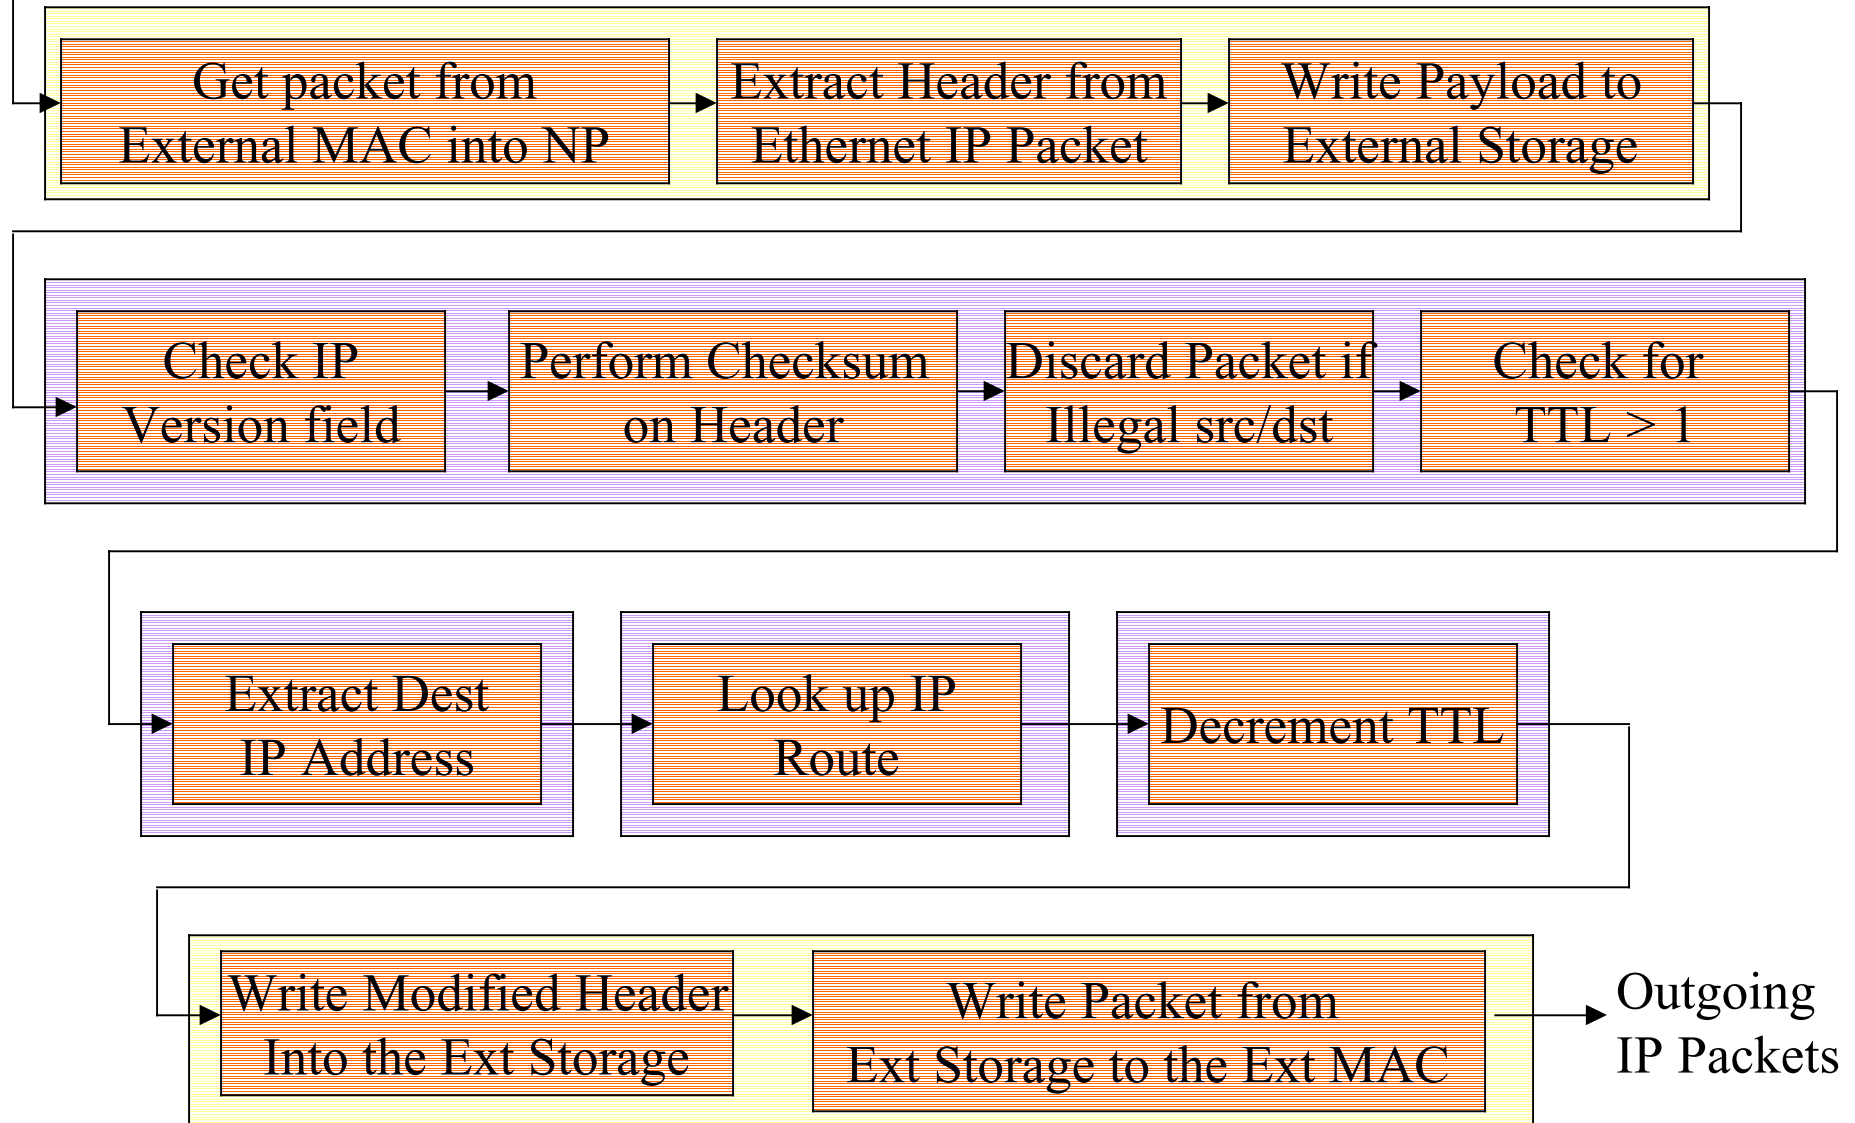 Get packet from
External MAC into NP
Extract Header from
Ethernet IP Packet
Write Payload to
External Storage
Check IP
Version field
Perform Checksum
on Header
Discard Packet if
Illegal src/dst
Check for
TTL > 1
Extract Dest
IP Address
Look up IP
Route
Decrement TTL
Write Modified Header
Into the Ext Storage
Write Packet from
Ext Storage to the Ext MAC
Outgoing
IP Packets